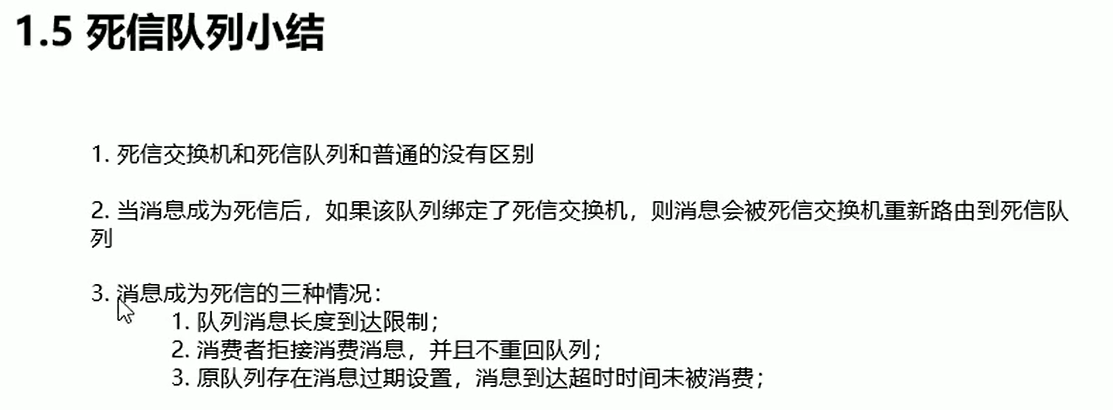 1.5 死信队列小结
1. 死信交换机和死信队列和普通的没有区别
2. 当消息成为死信后，如果该队列绑定了死信交换机，则消息会被死信交换机重新路由到死信队
列
3. 消息成为死信的三种情况：
1. 队列消息长度到达限制；
2. 消费者拒接消费消息，并且不重回队列；
3. 原队列存在消息过期设置，消息到达超时时间未被消费；